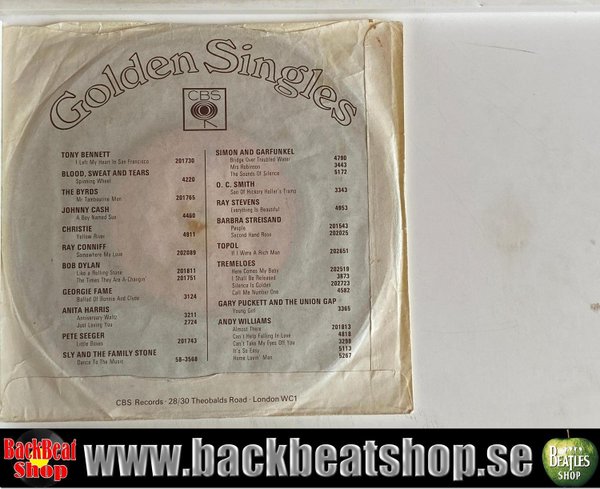 Golden Singles
CBS
TONY BENNETT
I Left My Heart In San Francisco 201730
BLOOD, SWEAT AND TEARS
Spinning Wheel 4220
THE BYRDS
Mr Tambourine Man 201765
JOHNNY CASH
A Boy Named Sue 4460
CHRISTIE
Yellow River 4911
RAY CONNIFF
Somewhere My Love 202089
BOB DYLAN
Like a Rolling Stone 201811
The Times They Are A-Changin' 201751
GEORGIE FAME
Ballad Of Bonnie And Clyde 3124
ANITA HARRIS
Anniversary Waltz 3211
Just Loving You 2724
PETE SEEGER
Little Boxes 201743
SLY AND THE FAMILY STONE
Dance To The Music 58-3568
SIMON AND GARFUNKEL
Bridge Over Troubled Water 4790
Mrs Robinson 3443
The Sounds Of Silence 5172
O. C. SMITH
Son Of Hickory Holler's Tramp 3343
RAY STEVENS
Everything Is Beautiful 4953
BARBRA STREISAND
People 201543
Second Hand Rose 202025
TOPOL
If I Were A Rich Man 202651
TREMELOES
Here Comes My Baby 202519
I Shall Be Released 3873
Silence Is Golden 202723
Call Me Number One 4582
GARY PUCKETT AND THE UNION GAP
Young Girl 3365
ANDY WILLIAMS
Almost There 201813
Can't Help Falling In Love 4818
Can't Take My Eyes Off You 3298
It's So Easy 5113
Home Lovin' Man 5267
CBS Records · 28/30 Theobalds Road · London WC1
BackBeat Shop
www.backbeatshop.se
BEATLES SHOP